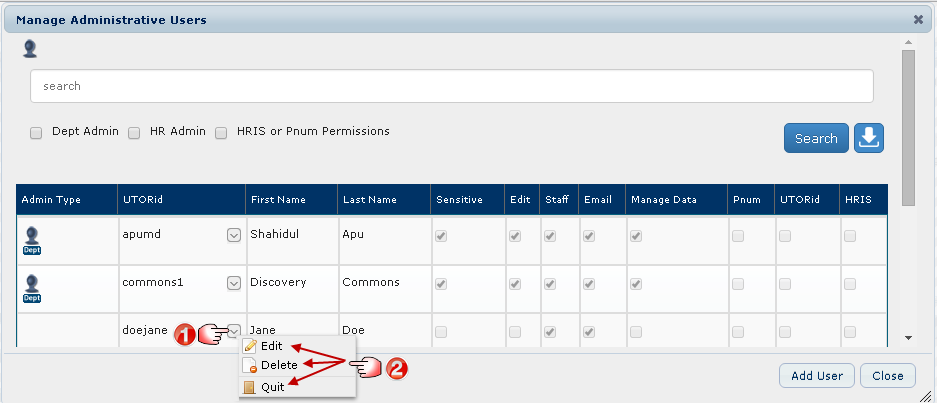 Manage Administrative Users
search
Dept Admin HR Admin HRIS or Pnum Permissions
Search
Admin Type UTORid First Name Last Name Sensitive Edit Staff Email Manage Data Pnum UTORid HRIS
Dept apumd Shahidul Apu
Dept commons1 Discovery Commons
doejane 1 Jane Doe
Edit
Delete 2
Quit
Add User Close